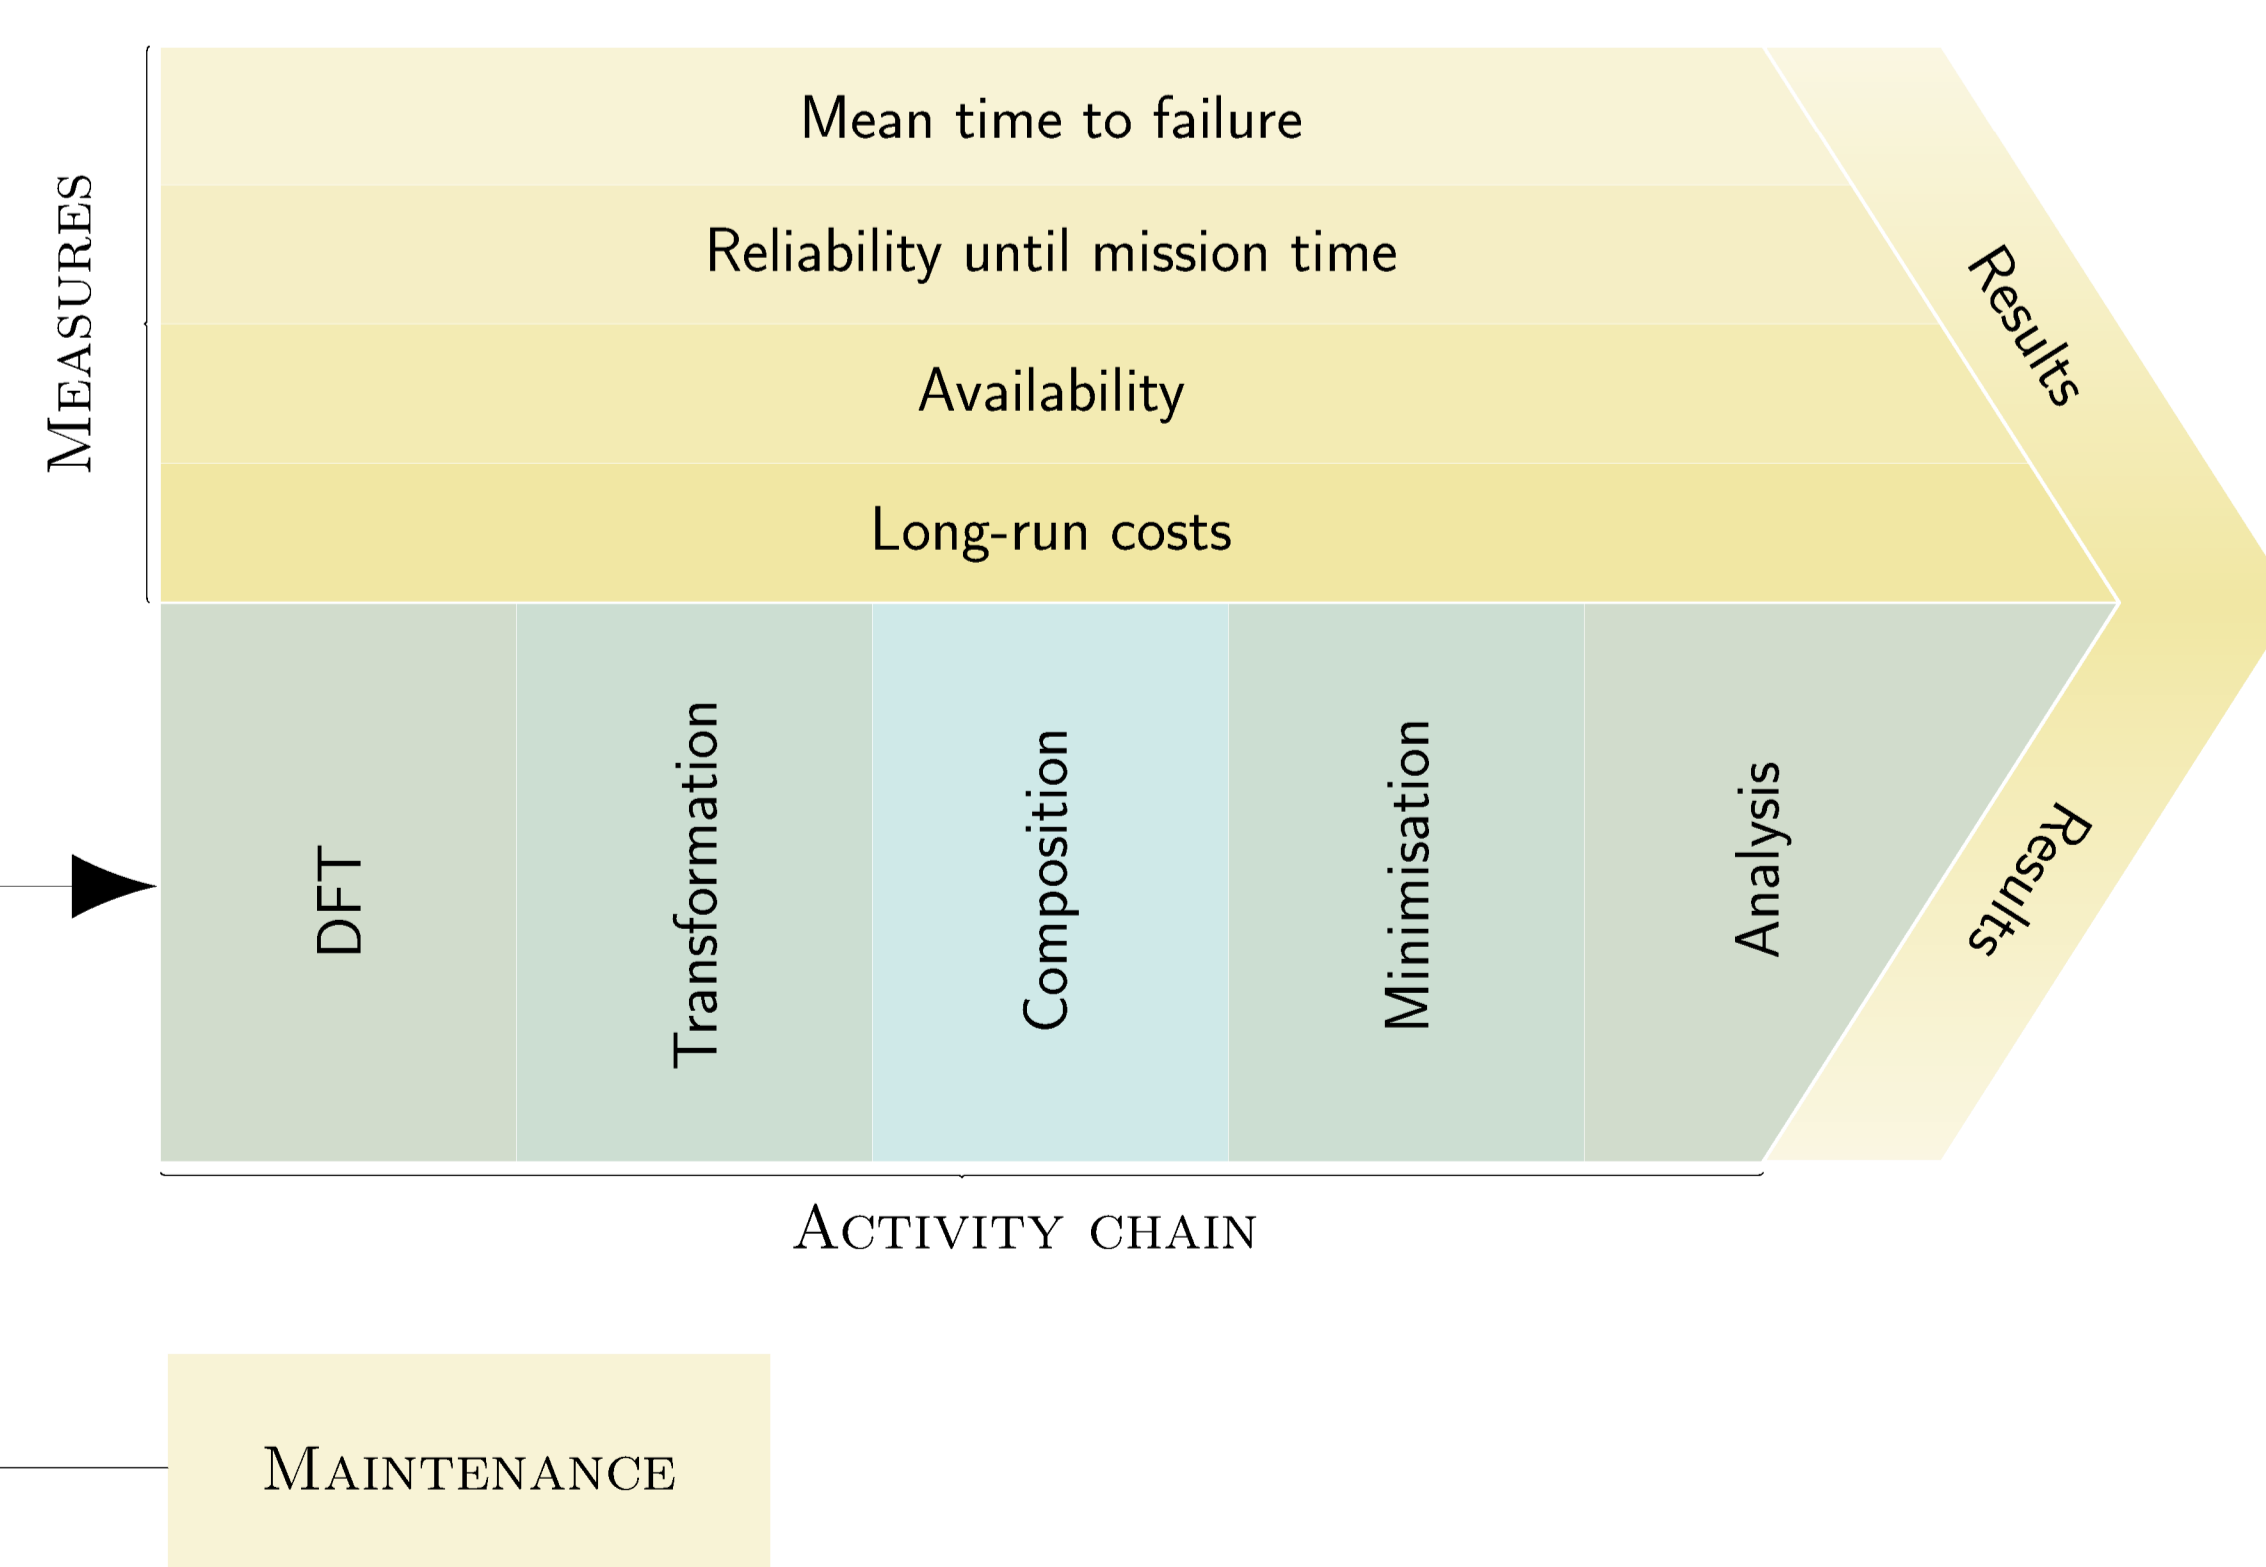 MEASURES
Mean time to failure
Reliability until mission time
Availability
Long-run costs
Results
DFT
Transformation
Composition
Minimisation
Analysis
Results
ACTIVITY CHAIN
MAINTENANCE